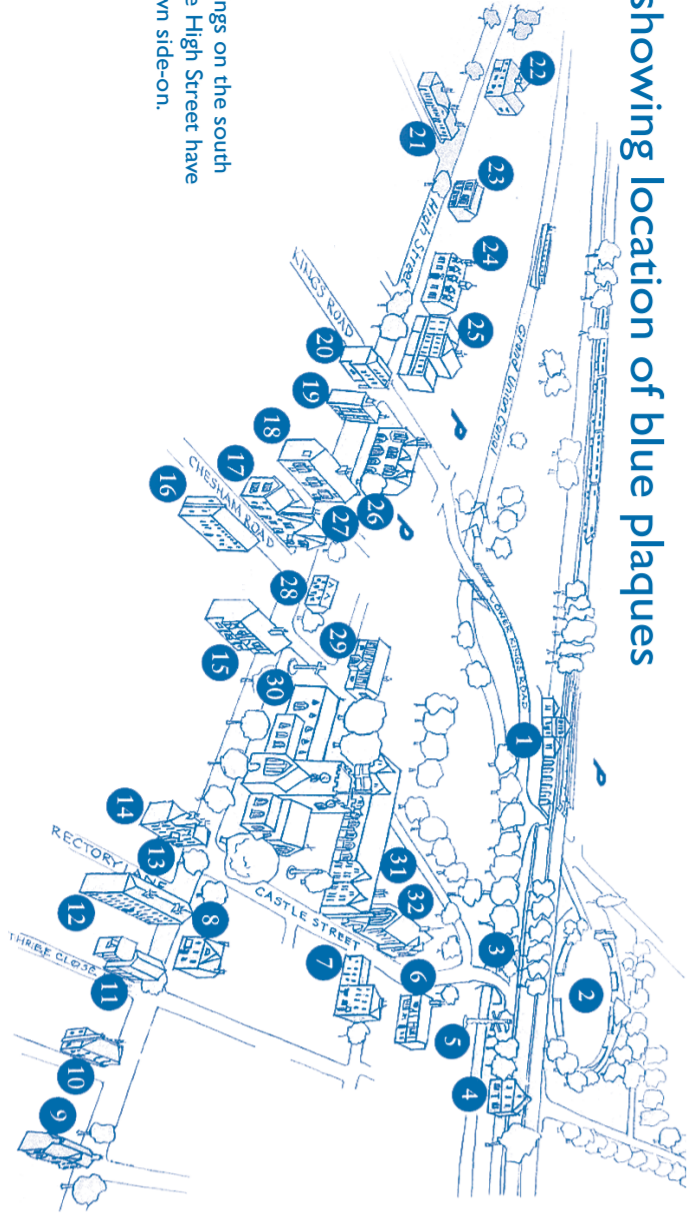 showing location of blue plaques
ngs on the south
e High Street have
wn side-on.
22
21
23
High Street
24
KINGS ROAD
25
Grand Union Canal
20
19
18
P
17
CHESHAM ROAD
16
26
27
P
28
LOWER KINGS ROAD
29
15
30
1
P
14
13
RECTORY LANE
12
8
CASTLE STREET
31
32
3
2
THRIBE CLOSE
11
7
6
5
4
10
9